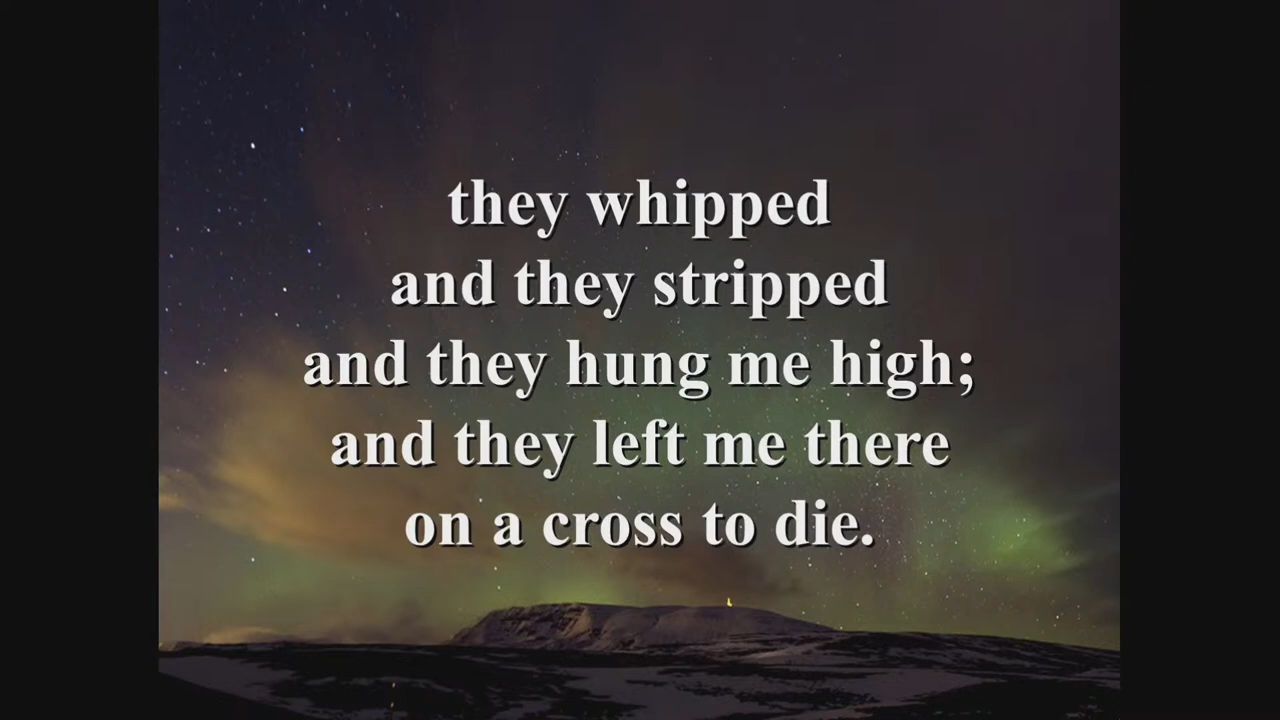 they whipped
and they stripped
and they hung me high;
and they left me there
on a cross to die.